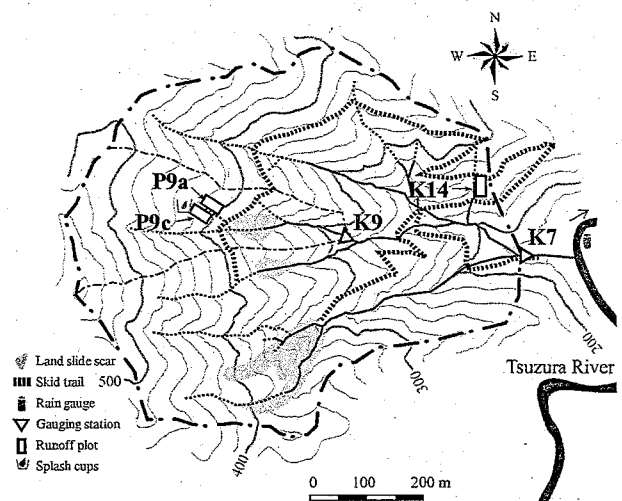 N
W E
S
P9a
P9c
K14
K9
K7
200
300
400
500
Tsuzura River
Land slide scar
Skid trail
Rain gauge
Gauging station
Runoff plot
Splash cups
0 100 200 m